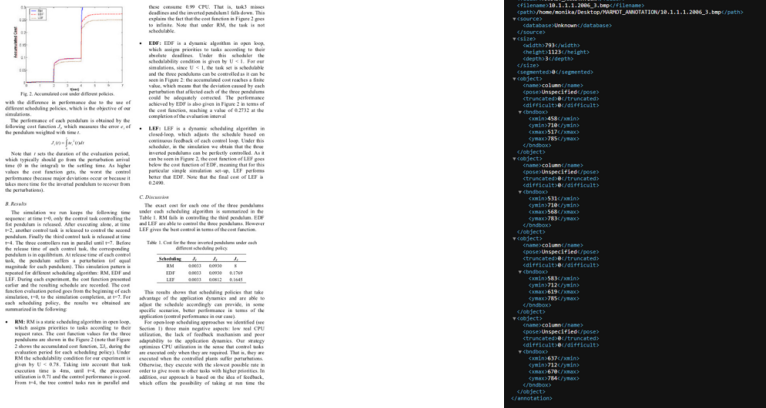 Accumulated Cost
Fig. 2. Accumulated cost under different policies.
with the difference in performance due to the use of
different scheduling policies, which is the objective of our
simulations.
The performance of each pendulum is obtained by the
following cost function Jᵢ, which measures the error eᵢ of
the pendulum weighted with time t.
Note that t sets the duration of the evaluation period,
which typically should go from the perturbation arrival
time (0 in the integral) to the settling time. As higher
values the cost function gets, the worst the control
performance (because major deviations occur or because it
takes more time for the inverted pendulum to recover from
the perturbations).
B. Results
The simulation we run keeps the following time
sequence: at time t=0, only the control task controlling the
first pendulum is released. After executing alone, at time
t=2, another control task is released to control the second
pendulum. Finally the third control task is released at time
t=4. The three controllers run in parallel until t=7. Before
the release time of each control task, the corresponding
pendulum is in equilibrium. At release time of each control
task, the pendulum suffers a perturbation (of equal
magnitude for each pendulum). This simulation pattern is
repeated for different scheduling algorithm: RM, EDF and
LEF. During each experiment, the cost function presented
earlier and the resulting schedule are recorded. The cost
function evaluation goes from the beginning of each
simulation, t=0, to the simulation completion, at t=7. For
each scheduling policy, the results we obtained are
summarized in the following:
• RM: RM is a static scheduling algorithm in open loop,
which assigns priorities to tasks according to their
request rates. The cost function values for the three
pendulums are shown in the Figure 2 (note that Figure
2 shows the accumulated cost function, ΣJᵢ, during the
evaluation period for each scheduling policy). Under
RM the schedulability condition for our experiment is
given by U < 0.78. Taking into account that task
execution time is 4ms, until t=4, the processor
utilization is 0.71 and the control performance is good.
From t=4, the two control tasks run in parallel and
these consume 0.99 CPU. That is, task3 misses
deadlines and the inverted pendulum1 falls down. This
explains the fact that the cost function in Figure 2 goes
to infinite. Note that under RM, the task is not
schedulable.
• EDF: EDF is a dynamic algorithm in open loop,
which assigns priorities to tasks according to their
absolute deadlines. Under this scheduler the
schedulability condition is given by U < 1. For our
simulations, since U < 1, the task set is schedulable
and the three pendulums can be controlled as it can be
seen in Figure 2: the accumulated cost reaches a finite
value, which means that the deviation caused by each
perturbation that affected each of the three pendulums
could be adequately corrected. The performance
achieved by EDF is also given in Figure 2 in terms of
the cost function, reaching a value of 0.2732 at the
completion of the evaluation interval
• LEF: LEF is a dynamic scheduling algorithm in
closed-loop, which adjusts the schedule based on
continuous feedback of each control loop. Under this
scheduler, in the simulation we obtain that the three
inverted pendulums can be perfectly controlled. As it
can be seen in Figure 2, the cost function of LEF goes
below the cost function of EDF, meaning that for this
particular simple simulation set-up, LEF performs
better that EDF. Note that the final cost of LEF is
0.2490.
C. Discussion
The exact cost for each one of the three pendulums
under each scheduling algorithm is summarized in the
Table 1. RM fails in controlling the third pendulum. EDF
and LEF are able to control the three pendulums. However
LEF gives the best control in terms of the cost function.
Table 1. Cost for the three inverted pendulums under each
different scheduling policy.
Scheduling J₁ J₂ J₃
RM 0.0033 0.0930 ∞
EDF 0.0033 0.0930 0.1769
LEF 0.0033 0.0812 0.1645
This results shows that scheduling policies that take
advantage of the application dynamics and are able to
adjust the schedule accordingly can provide, in some
specific scenarios, better performance in terms of the
application (control performance in our case).
For open-loop scheduling approaches we identified (see
Section 1) three main negative aspects: low real CPU
utilization, the lack of feedback mechanism and poor
adaptability to the application dynamics. Our strategy
optimizes CPU utilization in the sense that control tasks
are executed only when they are required. That is, they are
executed when the controlled plants suffer perturbations.
Otherwise, they execute with the slowest possible rate in
order to give room to other tasks with higher priorities. In
addition, our approach is based on the idea of feedback,
which offers the possibility of taking at run time the
<filename>10.1.1.1.2006_3.bmp</filename>
<path>/home/monika/Desktop/MARMOT_ANNOTATION/10.1.1.1.2006_3.bmp</path>
▼<source>
<database>Unknown</database>
</source>
▼<size>
<width>793</width>
<height>1123</height>
<depth>3</depth>
</size>
<segmented>0</segmented>
▼<object>
<name>column</name>
<pose>Unspecified</pose>
<truncated>0</truncated>
<difficult>0</difficult>
▼<bndbox>
<xmin>458</xmin>
<ymin>710</ymin>
<xmax>517</xmax>
<ymax>785</ymax>
</bndbox>
</object>
▼<object>
<name>column</name>
<pose>Unspecified</pose>
<truncated>0</truncated>
<difficult>0</difficult>
▼<bndbox>
<xmin>531</xmin>
<ymin>710</ymin>
<xmax>568</xmax>
<ymax>783</ymax>
</bndbox>
</object>
▼<object>
<name>column</name>
<pose>Unspecified</pose>
<truncated>0</truncated>
<difficult>0</difficult>
▼<bndbox>
<xmin>583</xmin>
<ymin>712</ymin>
<xmax>619</xmax>
<ymax>785</ymax>
</bndbox>
</object>
▼<object>
<name>column</name>
<pose>Unspecified</pose>
<truncated>0</truncated>
<difficult>0</difficult>
▼<bndbox>
<xmin>637</xmin>
<ymin>712</ymin>
<xmax>670</xmax>
<ymax>784</ymax>
</bndbox>
</object>
</annotation>